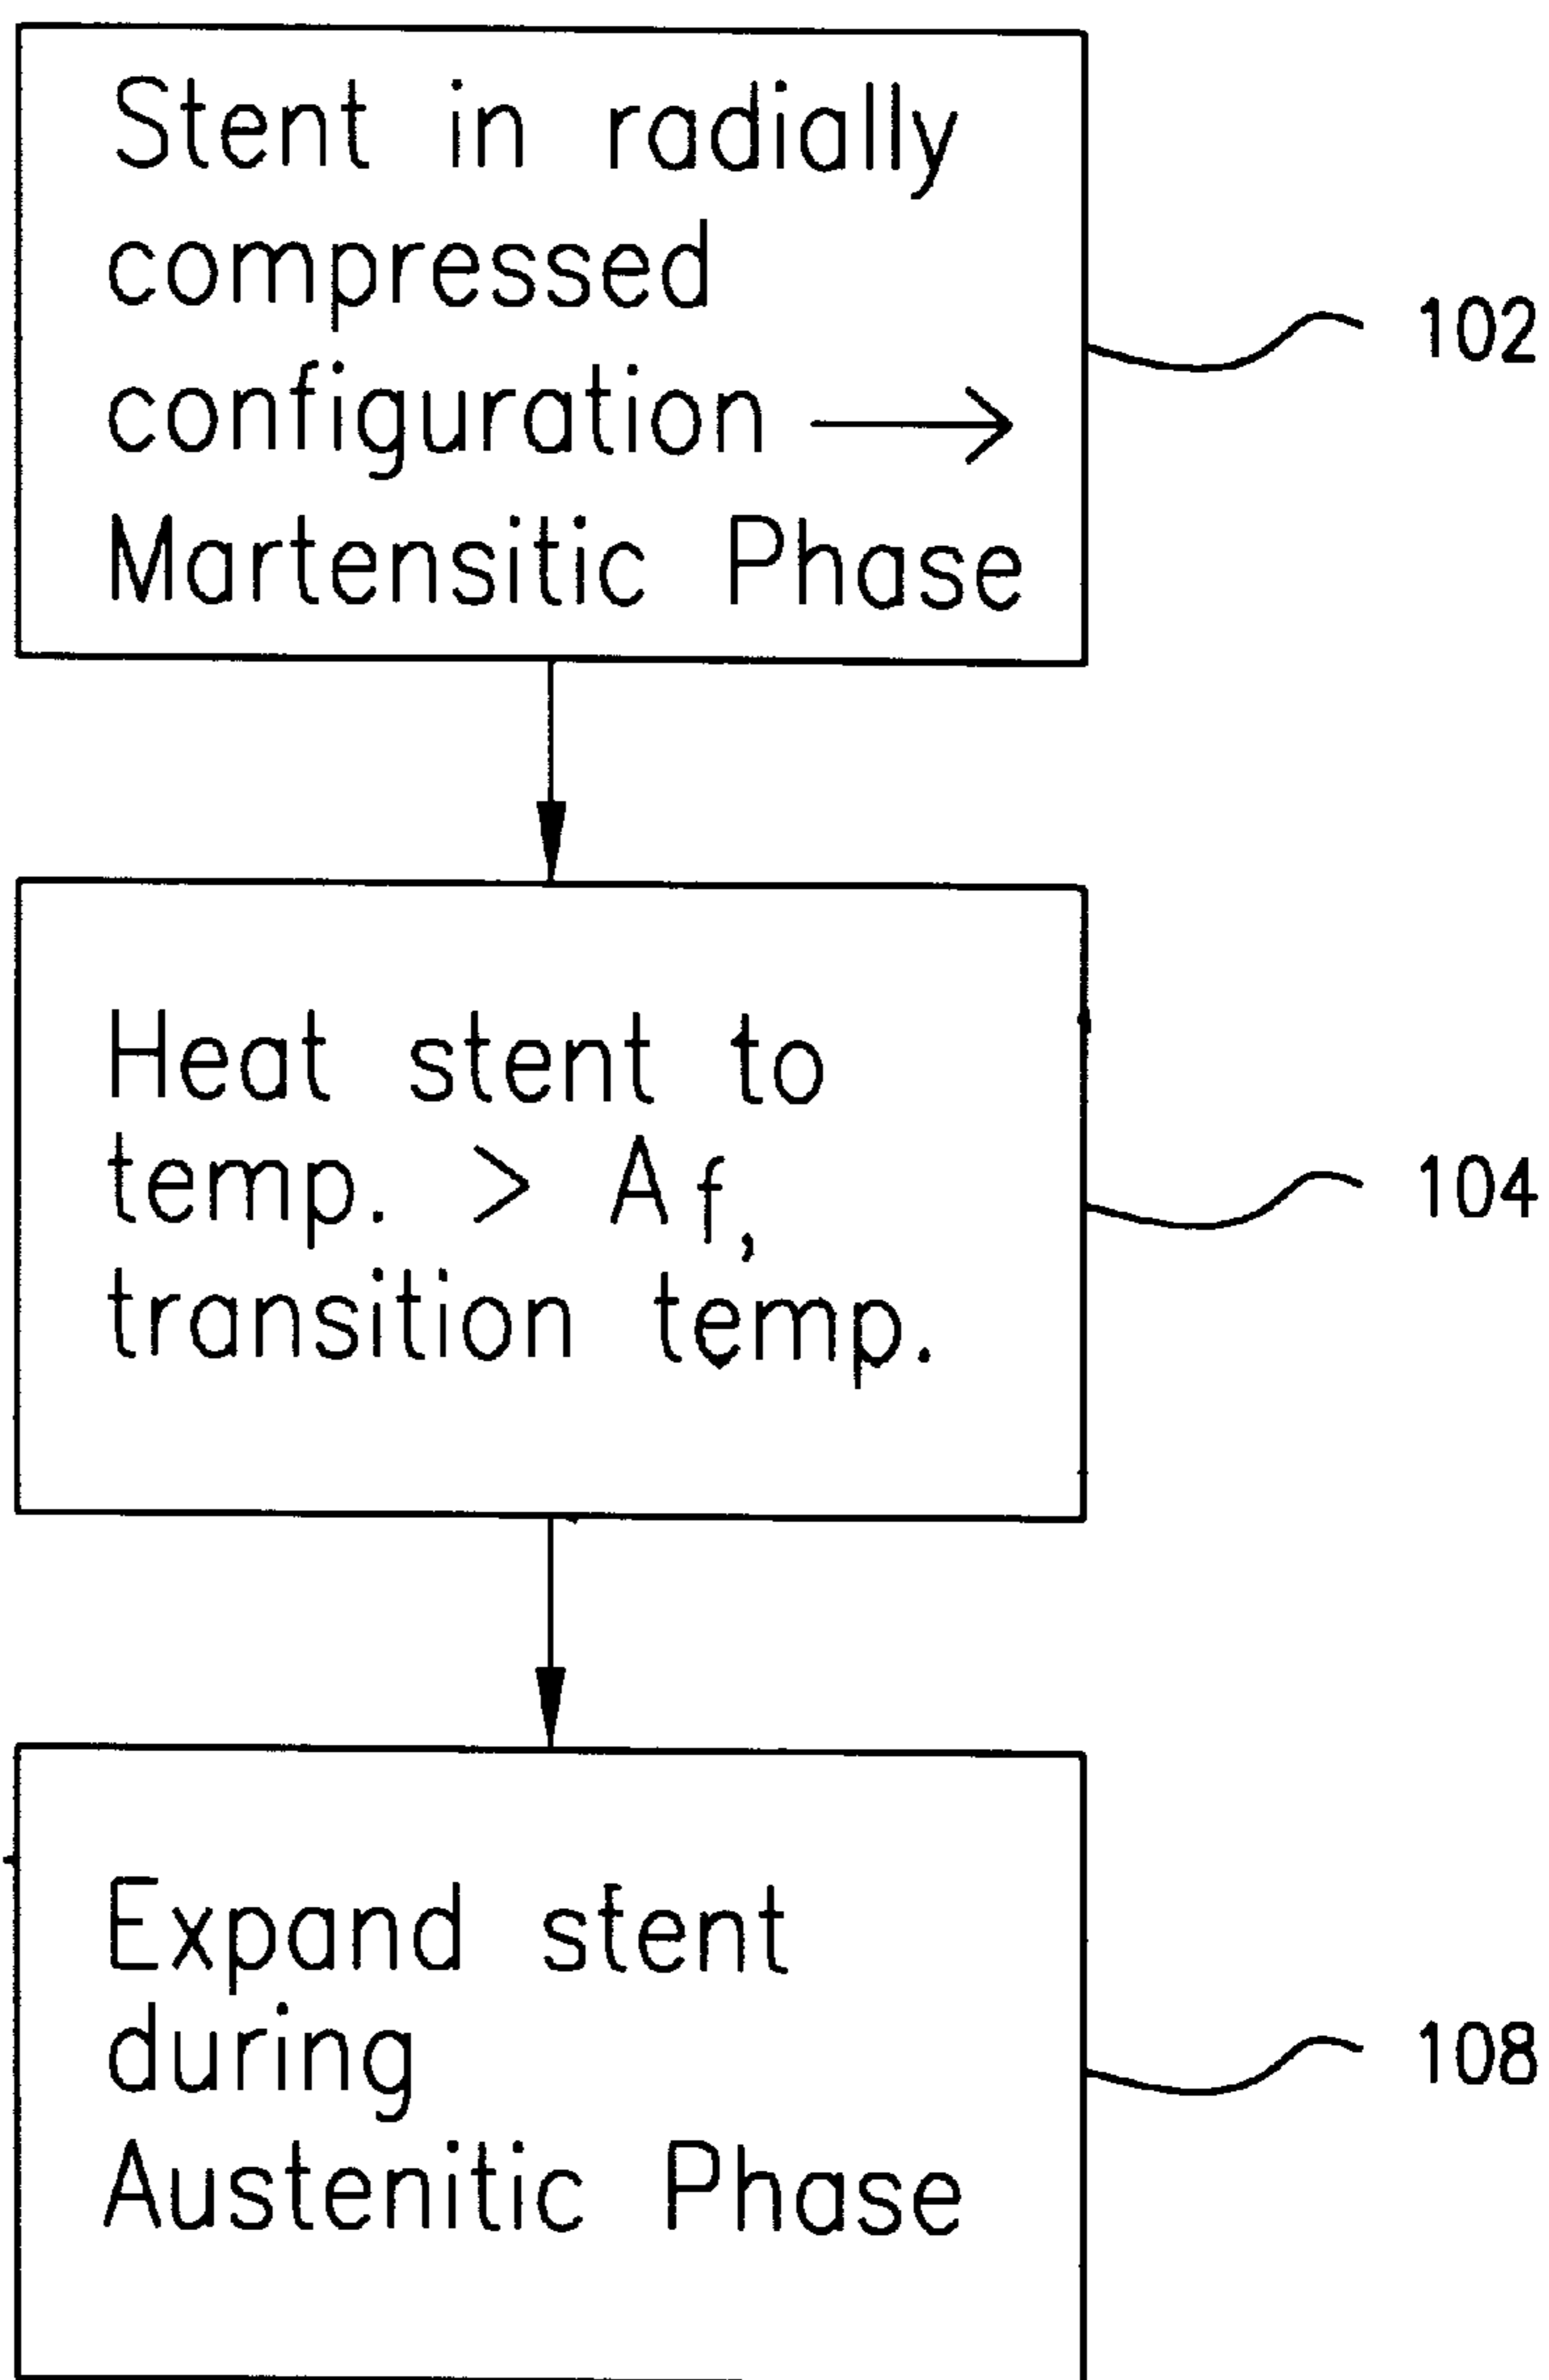 Stent in radially
compressed
configuration →
Martensitic Phase
102
Heat stent to
temp. > Af,
transition temp.
104
Expand stent
during
Austenitic Phase
108